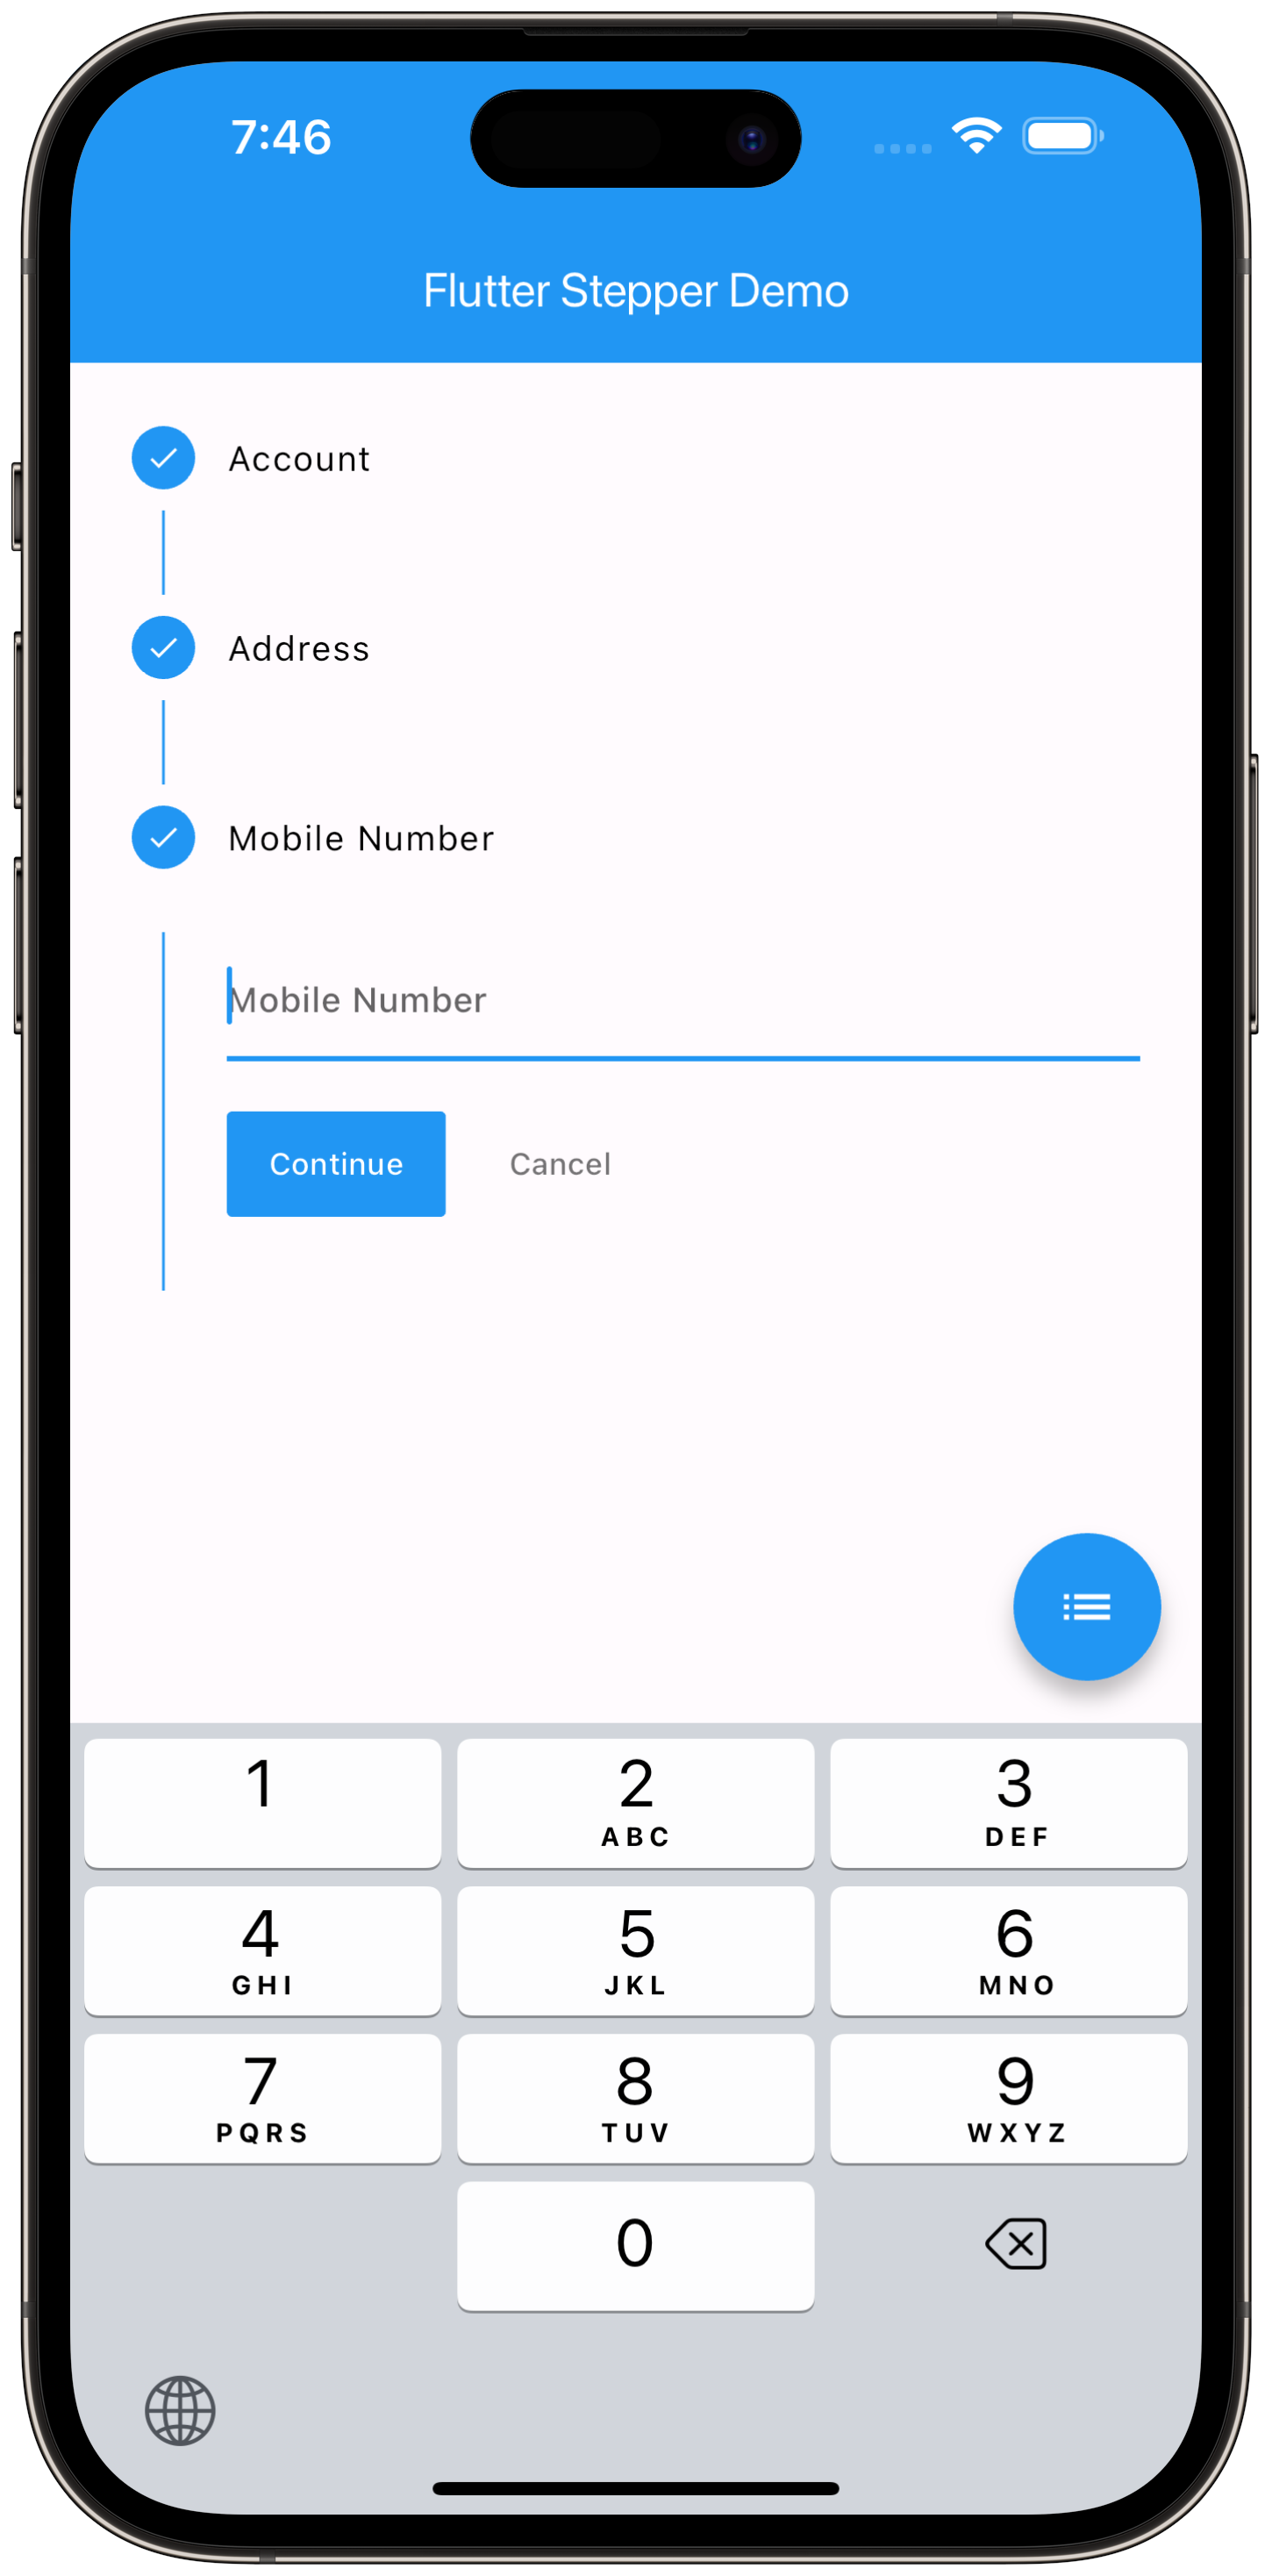 7:46
Flutter Stepper Demo
Account
Address
Mobile Number
Mobile Number
Continue Cancel
1 2 3
ABC DEF
4 5 6
GHI JKL MNO
7 8 9
PQRS TUV WXYZ
0